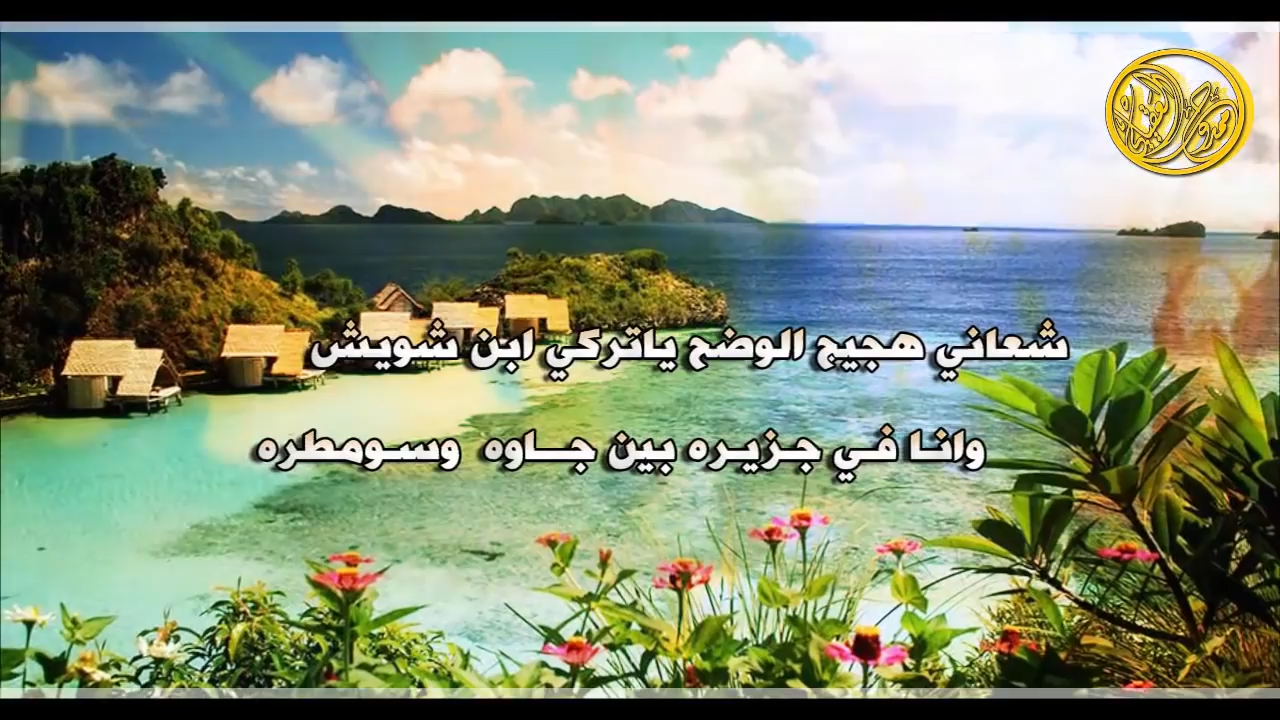 شعاني هجيج الوضح ياتركي ابن شويش
وانا في جزيره بين جاوه وسومطره